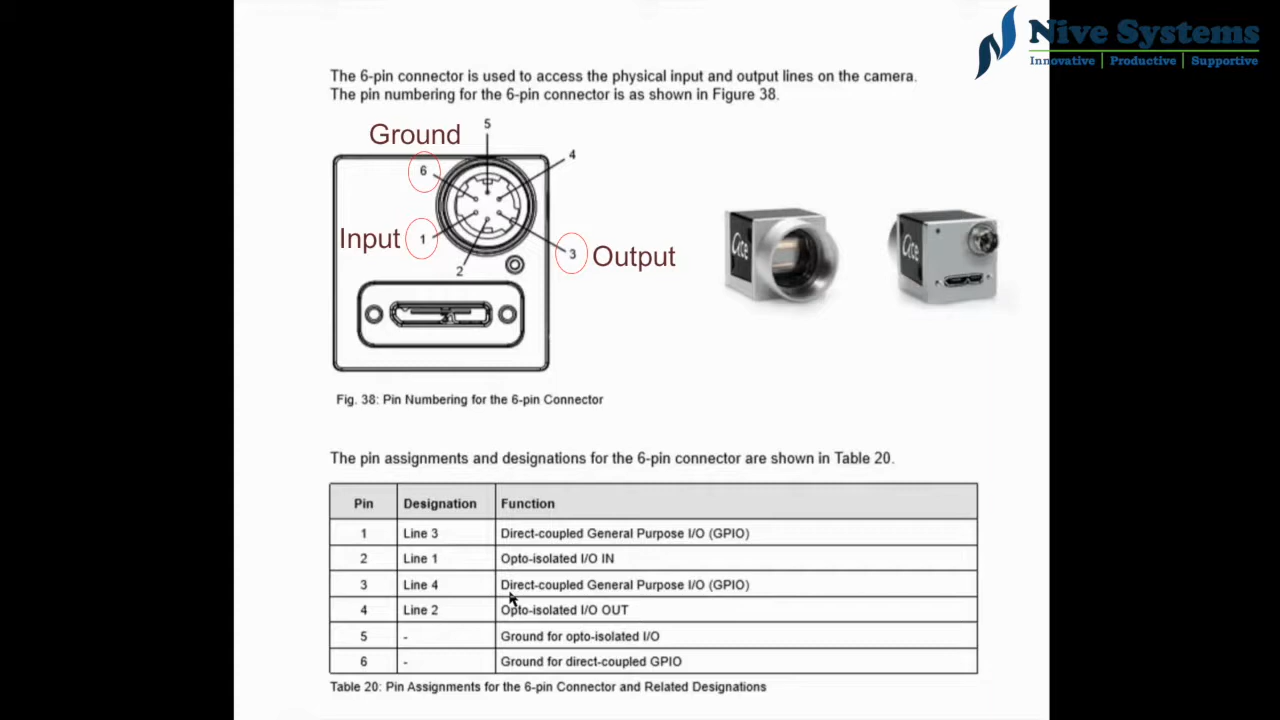 Nive Systems
Innovative | Productive | Supportive
The 6-pin connector is used to access the physical input and output lines on the camera.
The pin numbering for the 6-pin connector is as shown in Figure 38.
Ground
5
4
6
Input
1
2
3
Output
ace
ace
Fig. 38: Pin Numbering for the 6-pin Connector
The pin assignments and designations for the 6-pin connector are shown in Table 20.
Pin Designation Function
1 Line 3 Direct-coupled General Purpose I/O (GPIO)
2 Line 1 Opto-isolated I/O IN
3 Line 4 Direct-coupled General Purpose I/O (GPIO)
4 Line 2 Opto-isolated I/O OUT
5 - Ground for opto-isolated I/O
6 - Ground for direct-coupled GPIO
Table 20: Pin Assignments for the 6-pin Connector and Related Designations